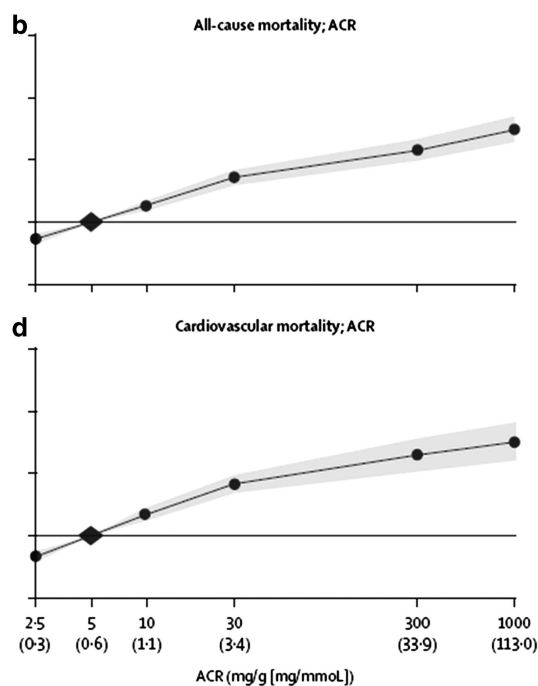 b
All-cause mortality; ACR
d
Cardiovascular mortality; ACR
2·5 5 10 30 300 1000
(0·3) (0·6) (1·1) (3·4) (33·9) (113·0)
ACR (mg/g [mg/mmoL])